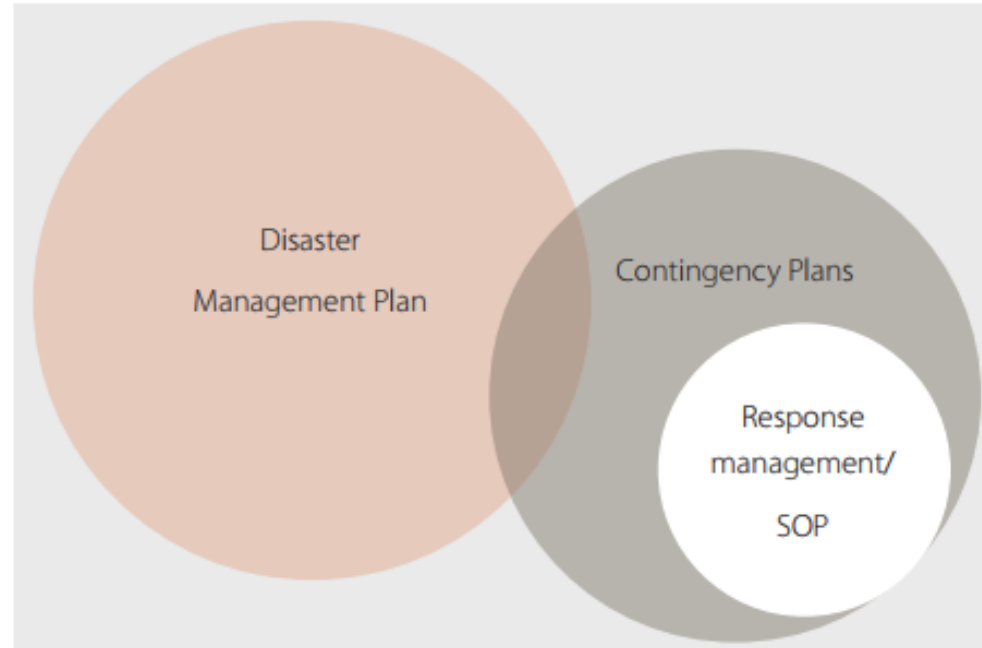 Disaster
Management Plan
Contingency Plans
Response
management/
SOP